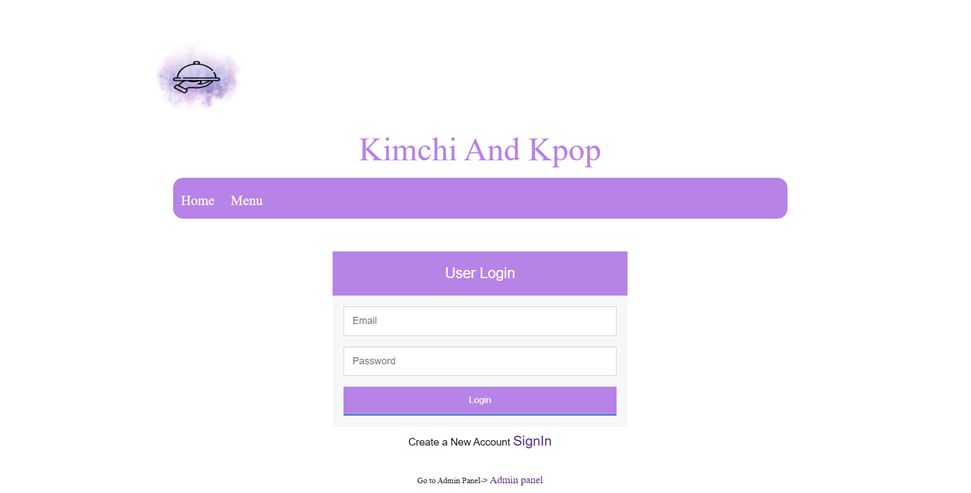 Kimchi And Kpop
Home Menu
User Login
Email
Password
Login
Create a New Account SignIn
Go to Admin Panel-> Admin panel